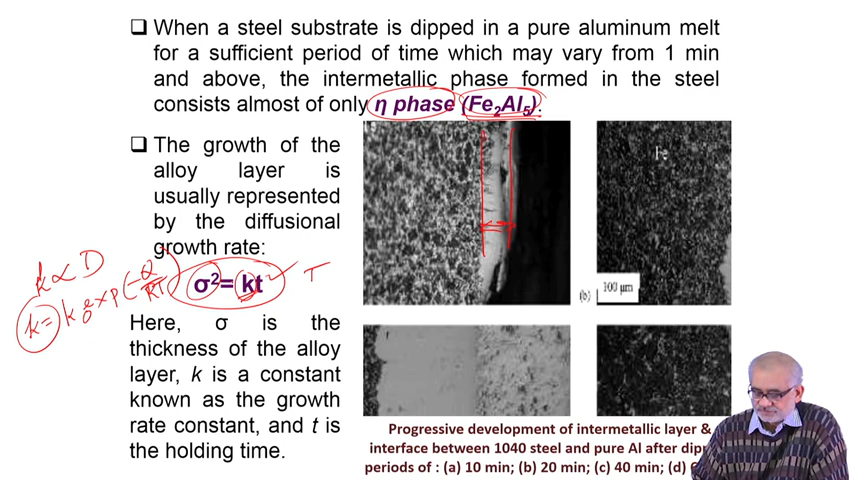 ❑ When a steel substrate is dipped in a pure aluminum melt
for a sufficient period of time which may vary from 1 min
and above, the intermetallic phase formed in the steel
consists almost of only η phase (Fe₂Al₅).
❑ The growth of the
alloy layer is
usually represented
by the diffusional
growth rate:
k ∝ D
k = k₀ exp(-Q/RT)
σ²= kt
T
Here, σ is the
thickness of the alloy
layer, k is a constant
known as the growth
rate constant, and t is
the holding time.
Fe
(b)
100 μm
Progressive development of intermetallic layer &
interface between 1040 steel and pure Al after
periods of : (a) 10 min; (b) 20 min; (c) 40 min; (d)